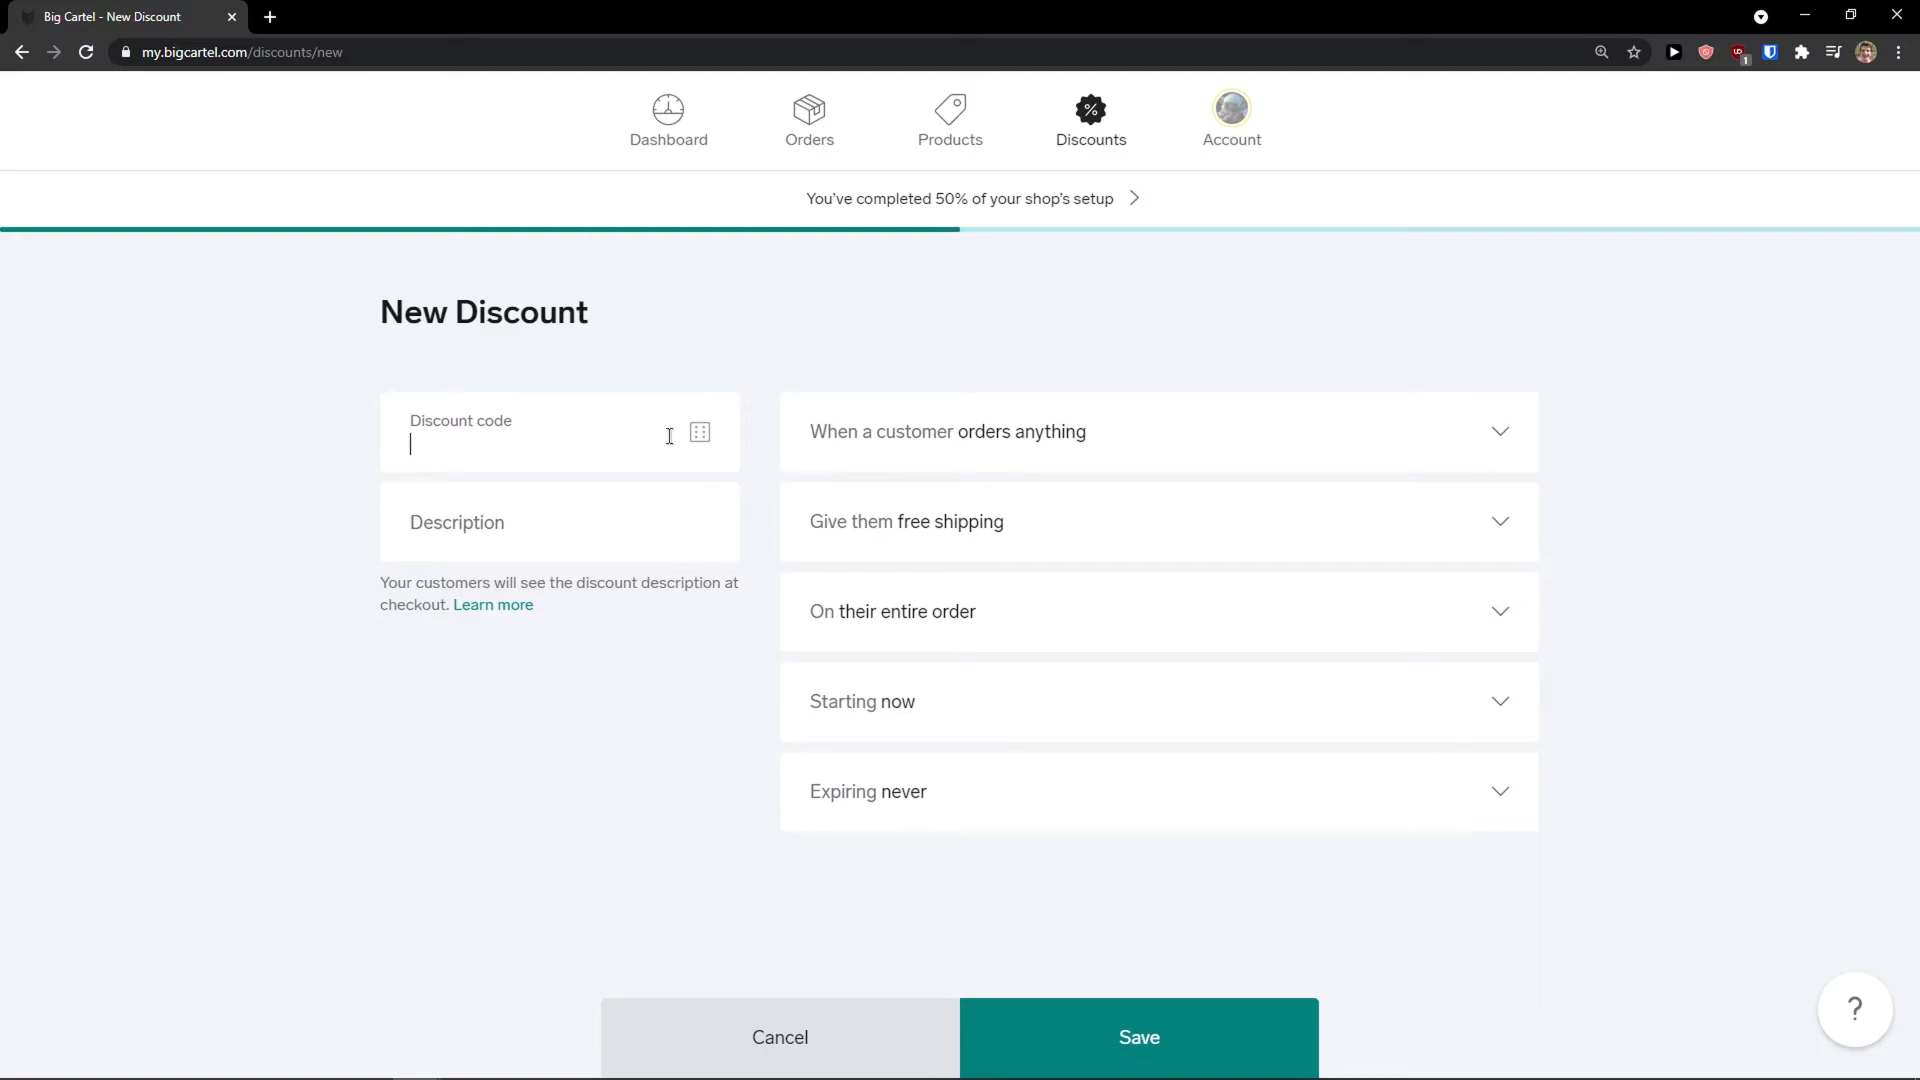 Big Cartel - New Discount
my.bigcartel.com/discounts/new
1
Dashboard
Orders
Products
%
Discounts
Account
You've completed 50% of your shop's setup
New Discount
Discount code
Description
Your customers will see the discount description at
checkout. Learn more
When a customer orders anything
Give them free shipping
On their entire order
Starting now
Expiring never
Cancel
Save
?